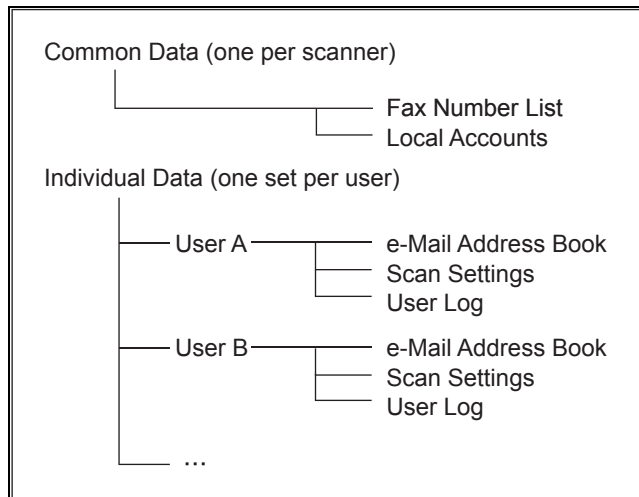 Common Data (one per scanner)
Fax Number List
Local Accounts
Individual Data (one set per user)
User A e-Mail Address Book
Scan Settings
User Log
User B e-Mail Address Book
Scan Settings
User Log
...